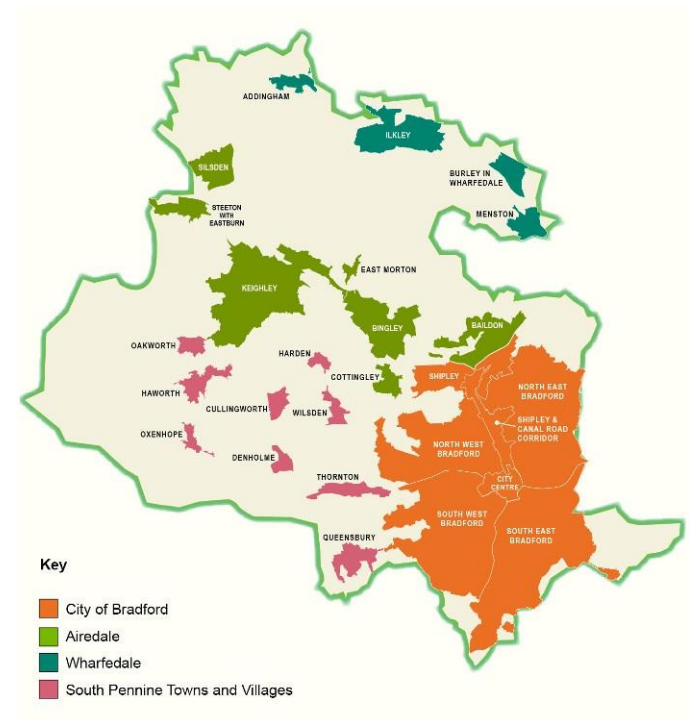 ADDINGHAM
ILKLEY
SILSDEN
BURLEY IN
WHARFEDALE
STEETON
WITH
EASTBURN
MENSTON
EAST MORTON
KEIGHLEY
BINGLEY
BAILDON
OAKWORTH
HARDEN
COTTINGLEY
SHIPLEY
HAWORTH
CULLINGWORTH
WILSDEN
NORTH EAST
BRADFORD
SHIPLEY &
CANAL ROAD
CORRIDOR
OXENHOPE
NORTH WEST
BRADFORD
DENHOLME
THORNTON
CITY
CENTRE
SOUTH WEST
BRADFORD
SOUTH EAST
BRADFORD
QUEENSBURY
Key
City of Bradford
Airedale
Wharfedale
South Pennine Towns and Villages